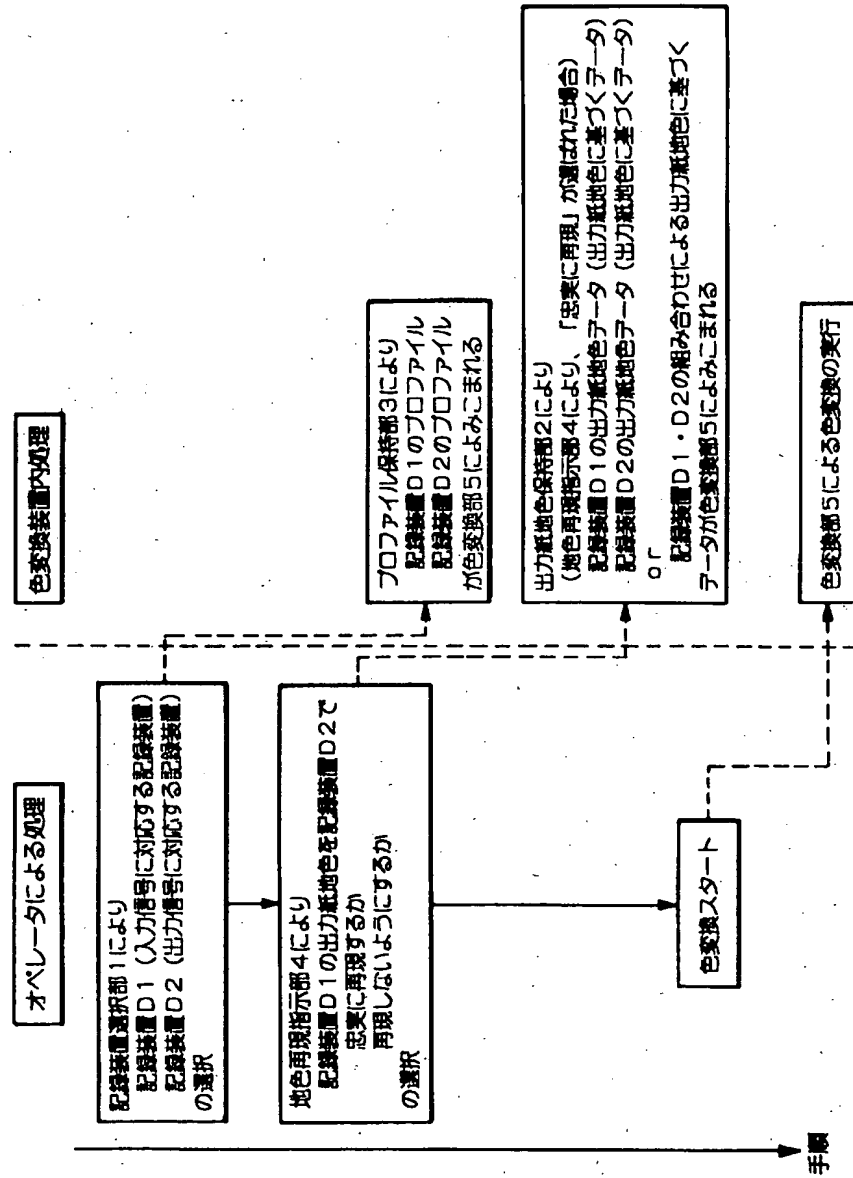 オペレータによる処理
色変換装置内処理
記録装置選択部1により
記録装置D1(入力信号に対応する記録装置)
記録装置D2(出力信号に対応する記録装置)
の選択
プロファイル保持部3により
記録装置D1のプロファイル
記録装置D2のプロファイル
が色変換部5によみこまれる
地色再現指示部4により
記録装置D1の出力紙地色を記録装置D2で
忠実に再現するか
再現しないようにするか
の選択
出力紙地色保持部2により
(地色再現指示部4により、「忠実に再現」が選ばれた場合)
記録装置D1の出力紙地色データ(出力紙地色に基づくデータ)
記録装置D2の出力紙地色データ(出力紙地色に基づくデータ)
or
記録装置D1・D2の組み合わせによる出力紙地色に基づく
データが色変換部5によみこまれる
色変換スタート
色変換部5による色変換の実行
手順